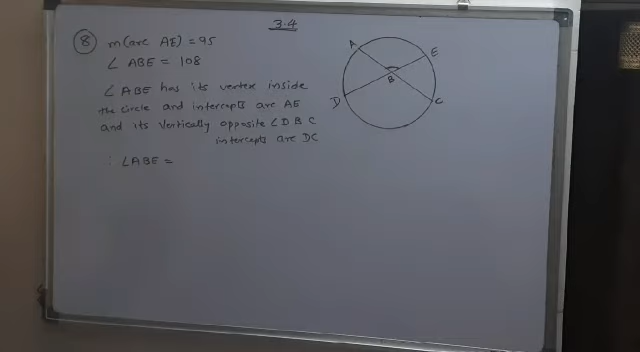 3.4
8 m(arc AE) = 95
∠ ABE = 108
∠ ABE has its vertex inside
the circle and intercepts arc AE
and its vertically opposite ∠DBC
intercepts arc DC
∴ ∠ABE =
A
E
B
D
C